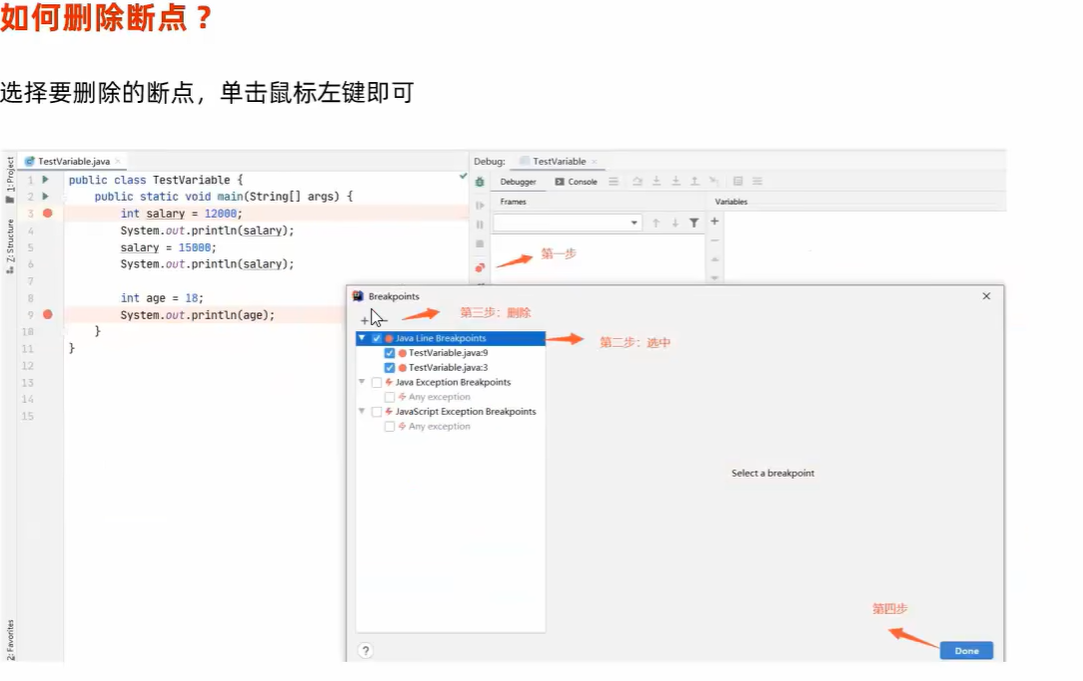 如何删除断点？
选择要删除的断点，单击鼠标左键即可
TestVariable.java
Debug: TestVariable
1: Project
Z: Structure
2: Favorites
Debugger Console
Frames Variables
1 public class TestVariable {
2 public static void main(String[] args) {
3 int salary = 12000;
4 System.out.println(salary);
5 salary = 15000;
6 System.out.println(salary);
7
8 int age = 18;
9 System.out.println(age);
10 }
11 }
12
13
14
15
第一步
Breakpoints
第三步：删除
Java Line Breakpoints
第二步：选中
TestVariable.java:9
TestVariable.java:3
Java Exception Breakpoints
Any exception
JavaScript Exception Breakpoints
Any exception
Select a breakpoint
第四步
? Done